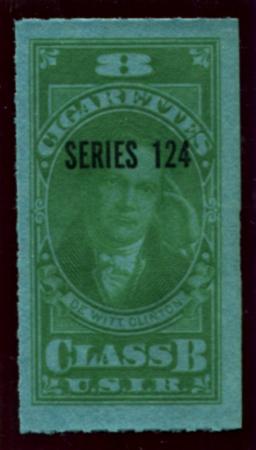 8
CIGARETTES
SERIES 124
DE WITT CLINTON
CLASS B
U.S.I.R.